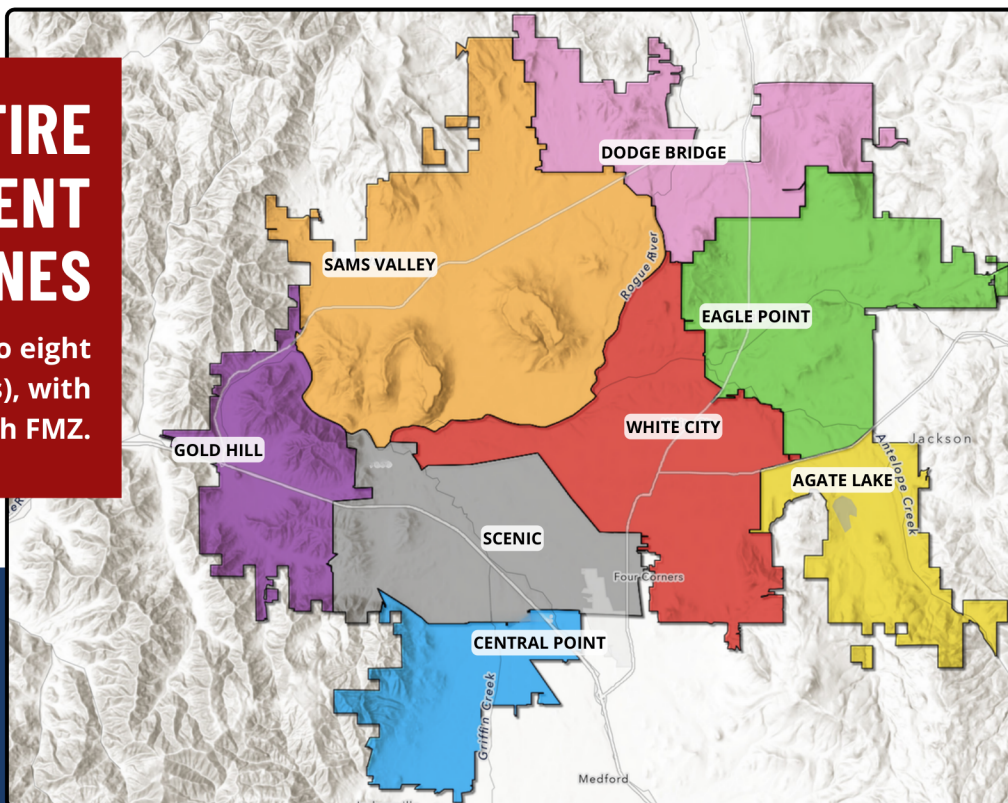 TIRE
ENT
NES
o eight
s), with
h FMZ.
DODGE BRIDGE
SAMS VALLEY
Rogue River
EAGLE POINT
WHITE CITY
GOLD HILL
Jackson
AGATE LAKE
Antelope Creek
SCENIC
Four Corners
CENTRAL POINT
Griffin Creek
Medford